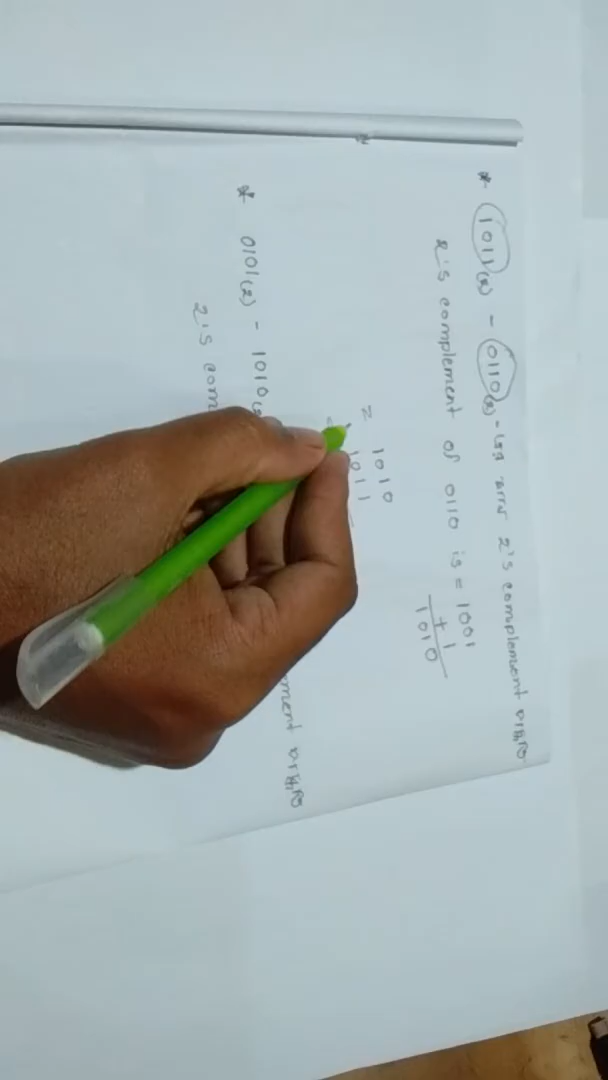 * 1011(2) - 0110(2) - 2's complement
2's complement of 0110 is = 1001
+ 1
1010
= 1010
1011
* 0101(2) - 1010(2
2's com